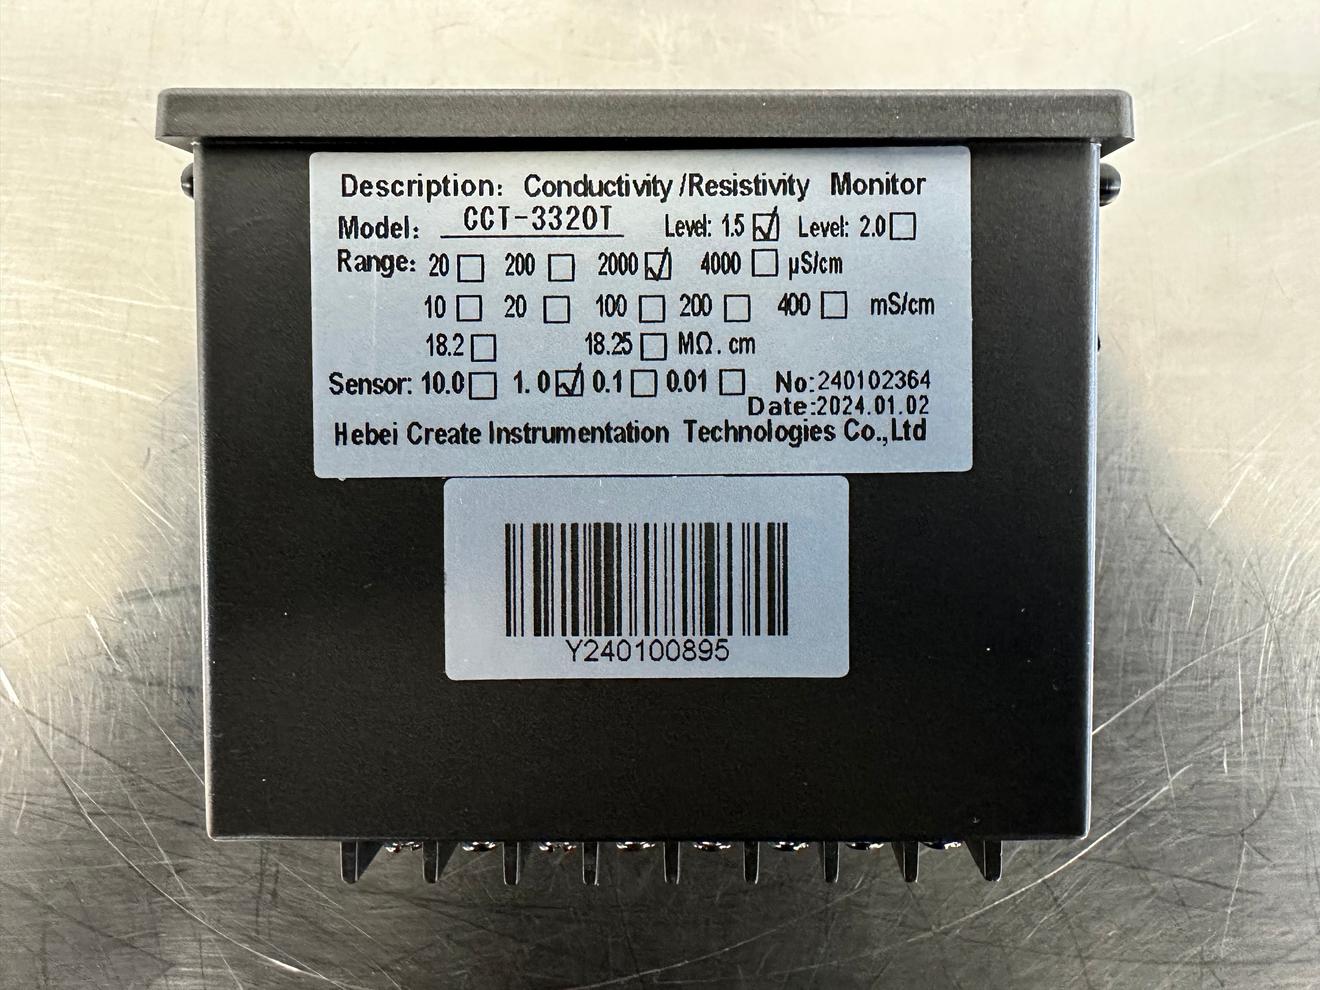 Description: Conductivity/Resistivity Monitor
Model: CCT-3320T Level: 1.5 ☑ Level: 2.0 ☐
Range: 20 ☐ 200 ☐ 2000 ☑ 4000 ☐ µS/cm
10 ☐ 20 ☐ 100 ☐ 200 ☐ 400 ☐ mS/cm
18.2 ☐ 18.25 ☐ MΩ.cm
Sensor: 10.0 ☐ 1.0 ☑ 0.1 ☐ 0.01 ☐ No:240102364
Date:2024.01.02
Hebei Create Instrumentation Technologies Co.,Ltd
Y240100895